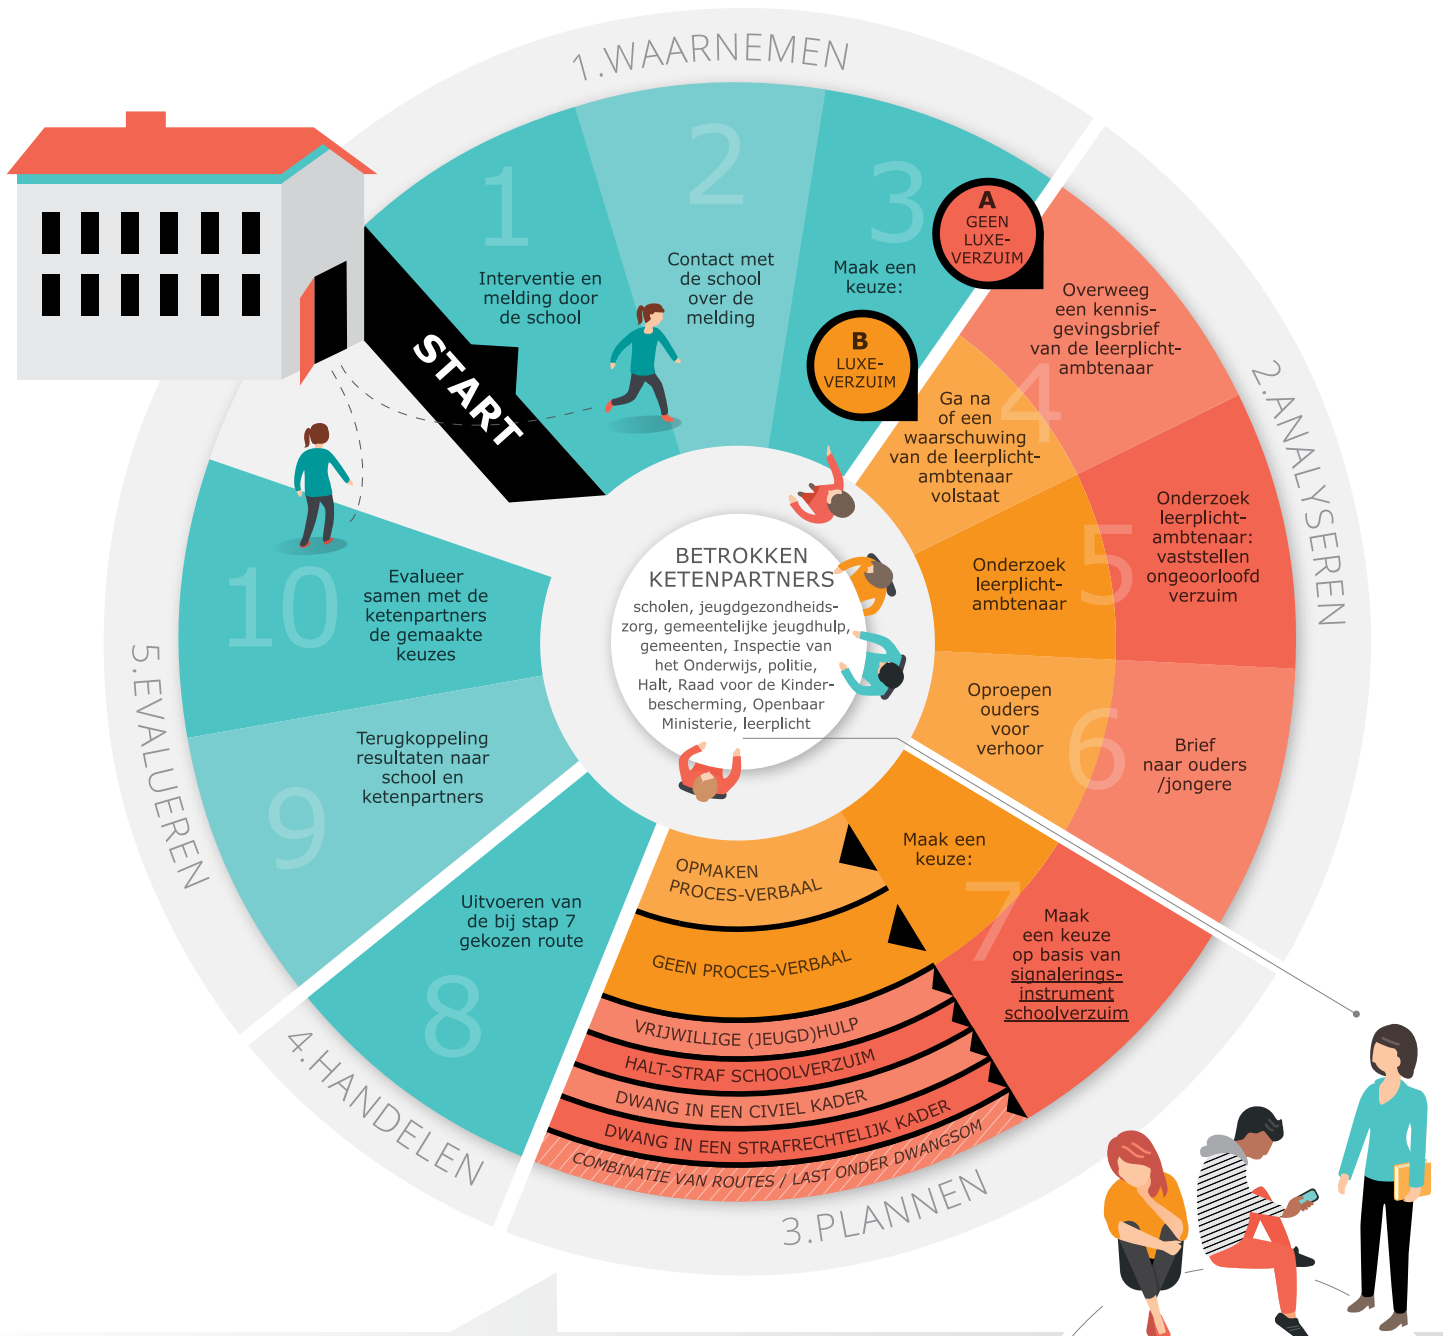 1.WAARNEMEN
START
1
Interventie en
melding door
de school
2
Contact met
de school
over de
melding
3
Maak een
keuze:
A
GEEN
LUXE-
VERZUIM
B
LUXE-
VERZUIM
2.ANALYSEREN
4
Overweeg
een kennis-
gevingsbrief
van de leerplicht-
ambtenaar
Ga na
of een
waarschuwing
van de leerplicht-
ambtenaar
volstaat
5
Onderzoek
leerplicht-
ambtenaar:
vaststellen
ongeoorloofd
verzuim
Onderzoek
leerplicht-
ambtenaar
6
Brief
naar ouders
/jongere
Oproepen
ouders
voor
verhoor
3.PLANNEN
7
Maak een
keuze:
Maak
een keuze
op basis van
signalerings-
instrument
schoolverzuim
OPMAKEN
PROCES-VERBAAL
GEEN PROCES-VERBAAL
VRIJWILLIGE (JEUGD)HULP
HALT-STRAF SCHOOLVERZUIM
DWANG IN EEN CIVIEL KADER
DWANG IN EEN STRAFRECHTELIJK KADER
COMBINATIE VAN ROUTES / LAST ONDER DWANGSOM
4.HANDELEN
8
Uitvoeren van
de bij stap 7
gekozen route
5.EVALUEREN
9
Terugkoppeling
resultaten naar
school en
ketenpartners
10
Evalueer
samen met de
ketenpartners
de gemaakte
keuzes
BETROKKEN
KETENPARTNERS
scholen, jeugdgezondheids-
zorg, gemeentelijke jeugdhulp,
gemeenten, Inspectie van
het Onderwijs, politie,
Halt, Raad voor de Kinder-
bescherming, Openbaar
Ministerie, leerplicht